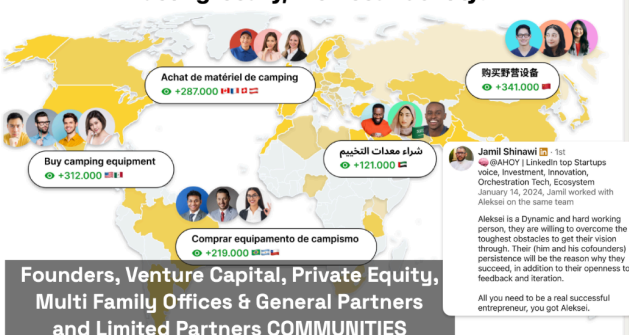 Achat de matériel de camping
+287.000
购买野营设备
+341.000
شراء معدات التخييم
+121.000
Buy camping equipment
+312.000
Comprar equipamento de campismo
+219.000
Jamil Shinawi in · 1st
@AHOY | LinkedIn top Startups
voice, Investment, Innovation,
Orchestration Tech, Ecosystem
January 14, 2024, Jamil worked with
Aleksei on the same team
Aleksei is a Dynamic and hard working
person, they are willing to overcome the
toughest obstacles to get their vision
through. Their (him and his cofounders)
persistence will be the reason why they
succeed, in addition to their openness to
feedback and iteration.
All you need to be a real successful
entrepreneur, you got Aleksei.
Founders, Venture Capital, Private Equity,
Multi Family Offices & General Partners
and Limited Partners COMMUNITIES